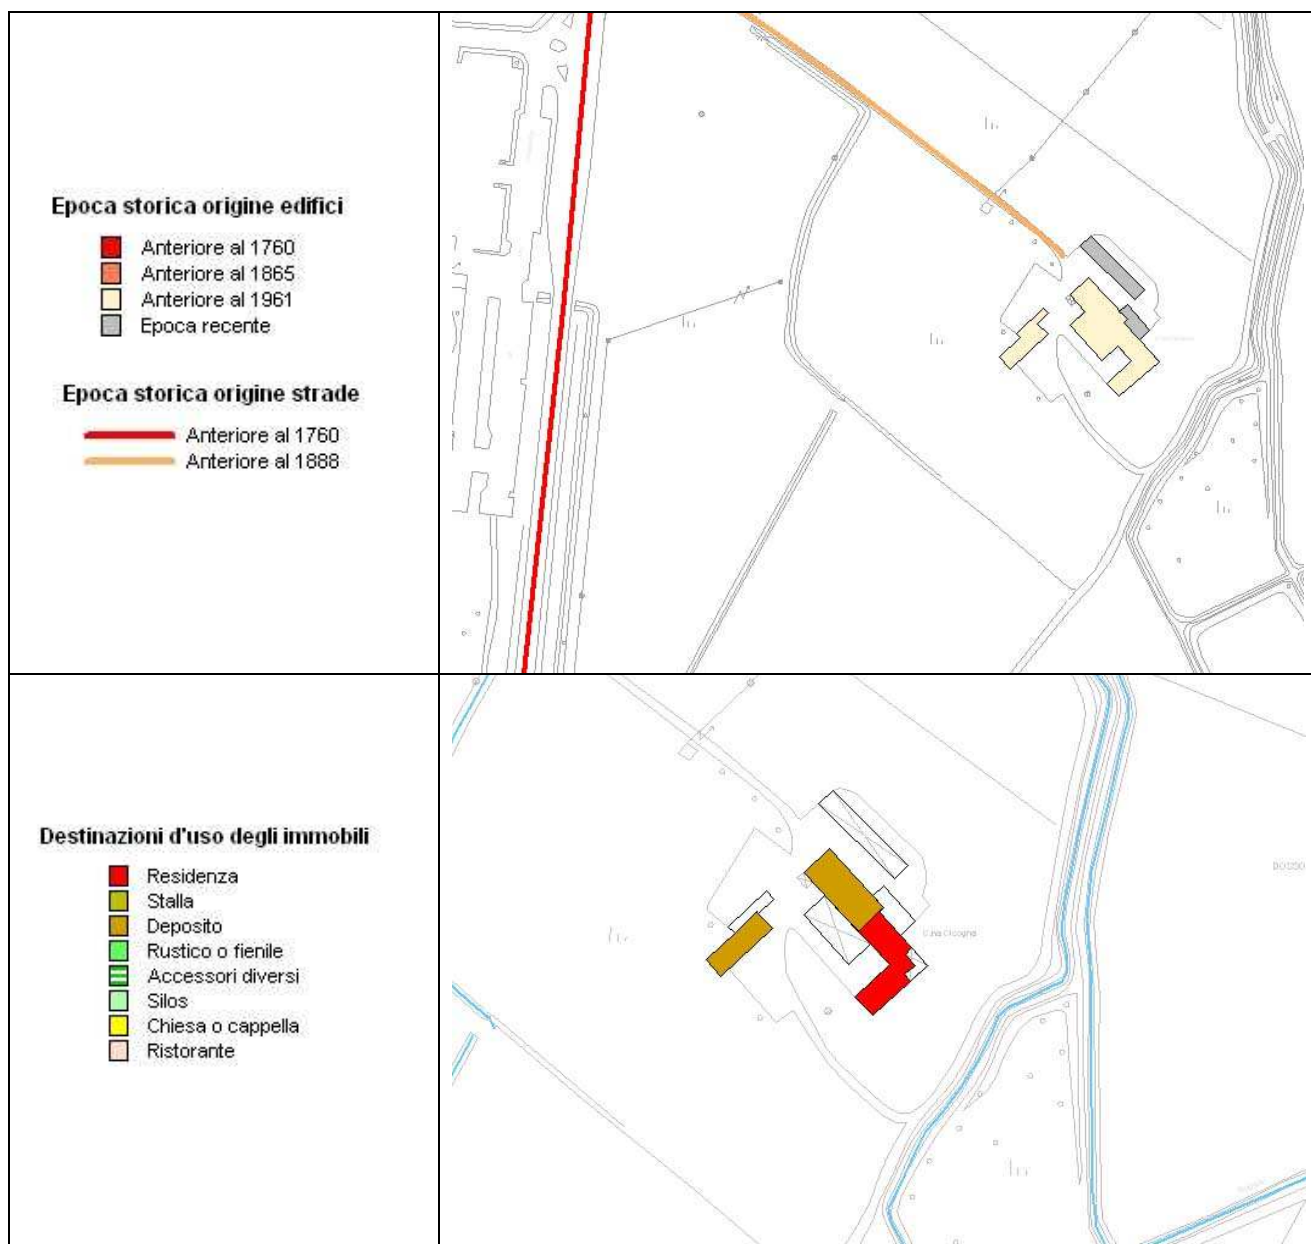 Epoca storica origine edifici
Anteriore al 1760
Anteriore al 1865
Anteriore al 1961
Epoca recente
Epoca storica origine strade
Anteriore al 1760
Anteriore al 1888
Destinazioni d'uso degli immobili
Residenza
Stalla
Deposito
Rustico o fienile
Accessori diversi
Silos
Chiesa o cappella
Ristorante